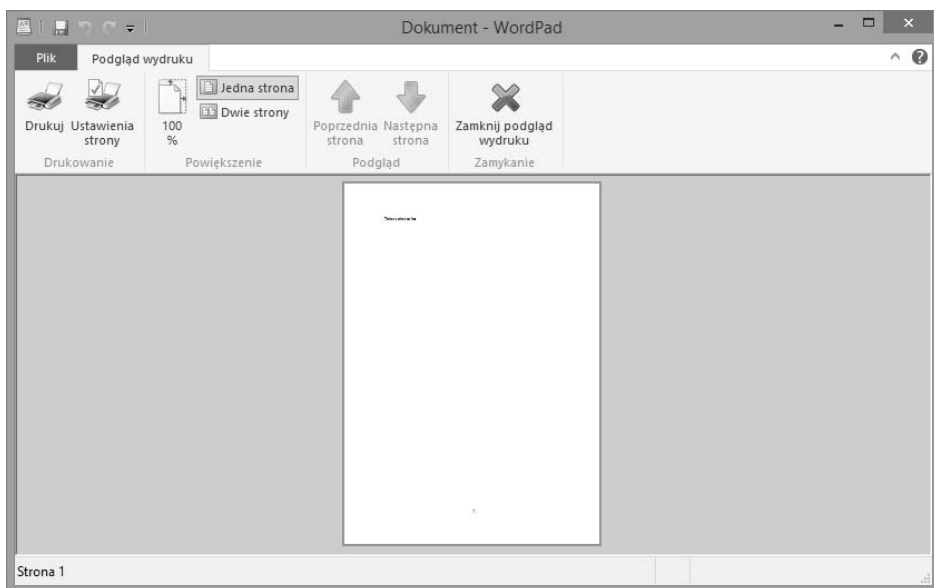 Dokument - WordPad
Plik
Podgląd wydruku
Drukuj
Ustawienia
strony
100
%
Jedna strona
Dwie strony
Poprzednia
strona
Następna
strona
Zamknij podgląd
wydruku
Drukowanie
Powiększenie
Podgląd
Zamykanie
Strona 1